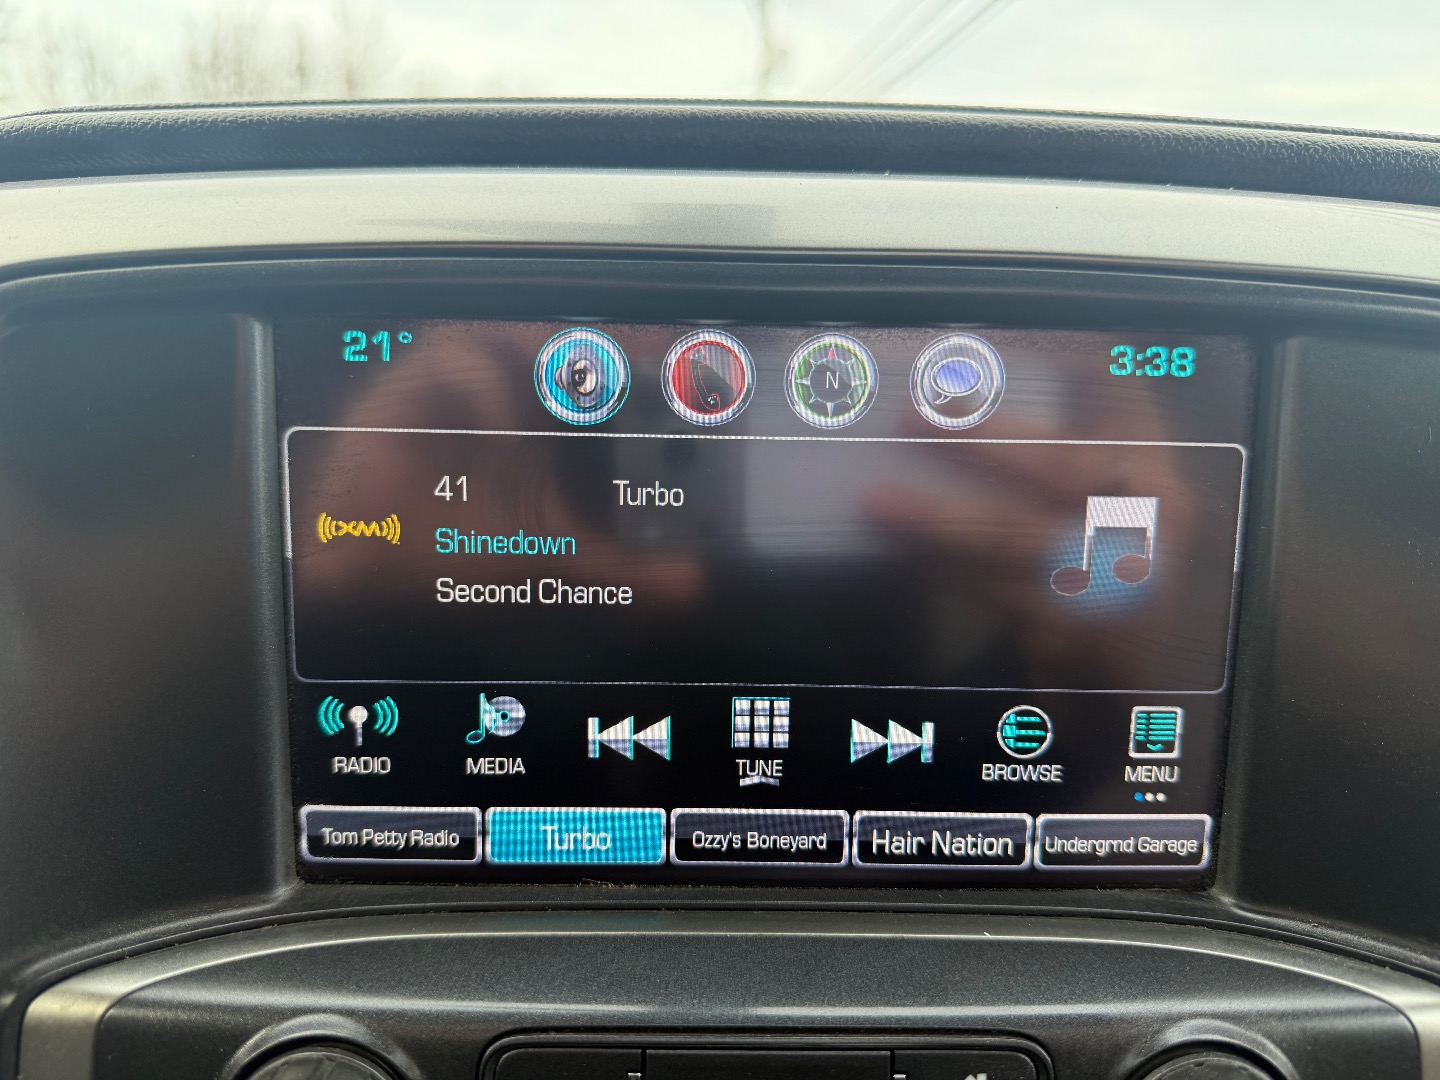 21° 3:38
N
41 Turbo
((XM))
Shinedown
Second Chance
RADIO MEDIA TUNE BROWSE MENU
Tom Petty Radio Turbo Ozzy's Boneyard Hair Nation Undergrnd Garage